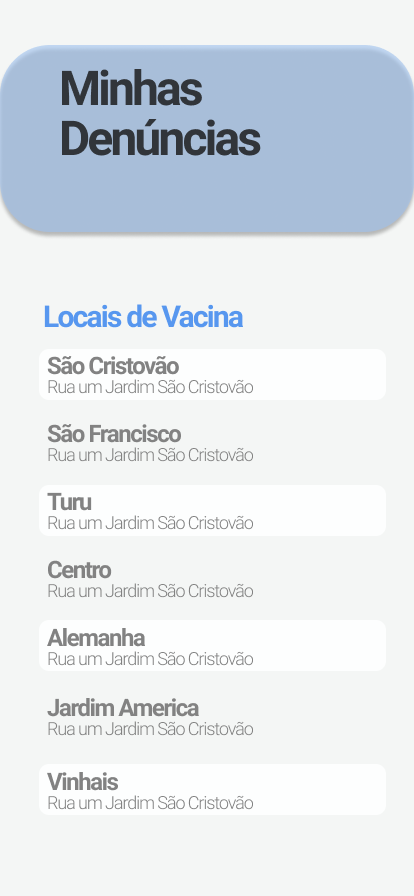 Minhas
Denúncias
Locais de Vacina
São Cristovão
Rua um Jardim São Cristovão
São Francisco
Rua um Jardim São Cristovão
Turu
Rua um Jardim São Cristovão
Centro
Rua um Jardim São Cristovão
Alemanha
Rua um Jardim São Cristovão
Jardim America
Rua um Jardim São Cristovão
Vinhais
Rua um Jardim São Cristovão